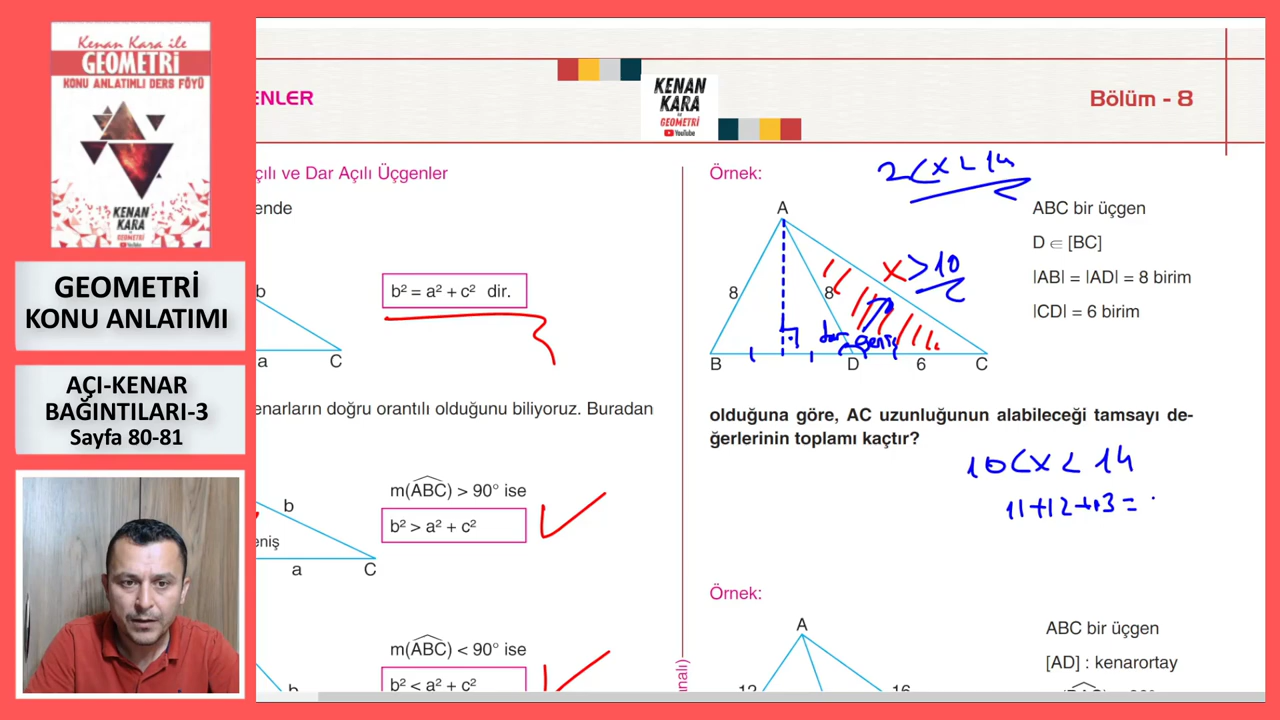 Kenan Kara ile
GEOMETRİ
KONU ANLATIMLI DERS FÖYÜ
KENAN
KARA
GEOMETRİ
GEOMETRİ
KONU ANLATIMI
AÇI-KENAR
BAĞINTILARI-3
Sayfa 80-81
ENLER
KENAN
KARA
ile
GEOMETRİ
YouTube
Bölüm - 8
çılı ve Dar Açılı Üçgenler
ende
b
b² = a² + c² dir.
a
C
enarların doğru orantılı olduğunu biliyoruz. Buradan
m(ABC) > 90° ise
b
b² > a² + c²
eniş
a
C
m(ABC) < 90° ise
b
b² < a² + c²
Örnek:
2<x<14
A
ABC bir üçgen
D ∈ [BC]
|AB| = |AD| = 8 birim
|CD| = 6 birim
x >10
8
8
dar
geniş
B
D
6
C
olduğuna göre, AC uzunluğunun alabileceği tamsayı de-
ğerlerinin toplamı kaçtır?
10<x<14
11+12+13=
Örnek:
A
ABC bir üçgen
[AD] : kenarortay
12
16